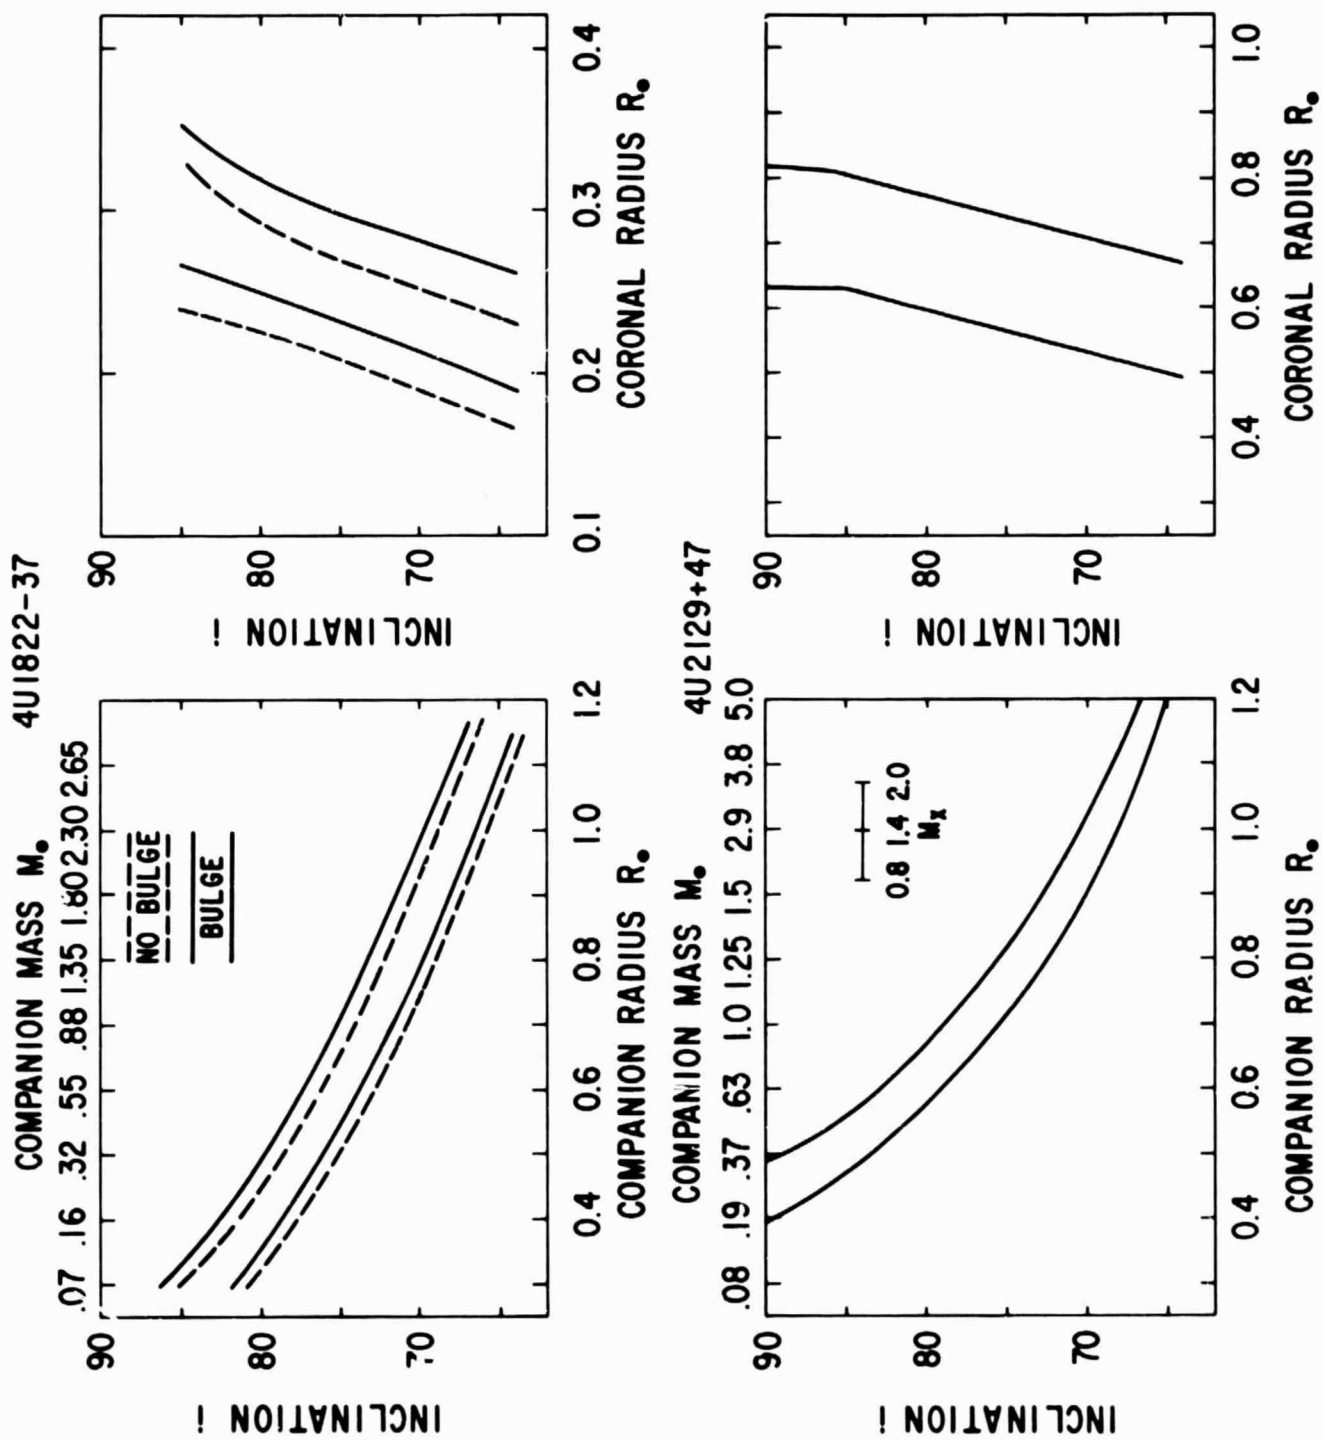 4U1822-37
COMPANION MASS M●
.07 .16 .32 .55 .88 1.35 1.80 2.30 2.65
NO BULGE
BULGE
90
80
70
INCLINATION i
0.4 0.6 0.8 1.0 1.2
COMPANION RADIUS R●
90
80
70
INCLINATION i
0.1 0.2 0.3 0.4
CORONAL RADIUS R●
4U2129+47
COMPANION MASS M●
.08 .19 .37 .63 1.0 1.25 1.5 2.9 3.8 5.0
0.8 1.4 2.0
Mx
90
80
70
INCLINATION i
0.4 0.6 0.8 1.0 1.2
COMPANION RADIUS R●
90
80
70
INCLINATION i
0.4 0.6 0.8 1.0
CORONAL RADIUS R●